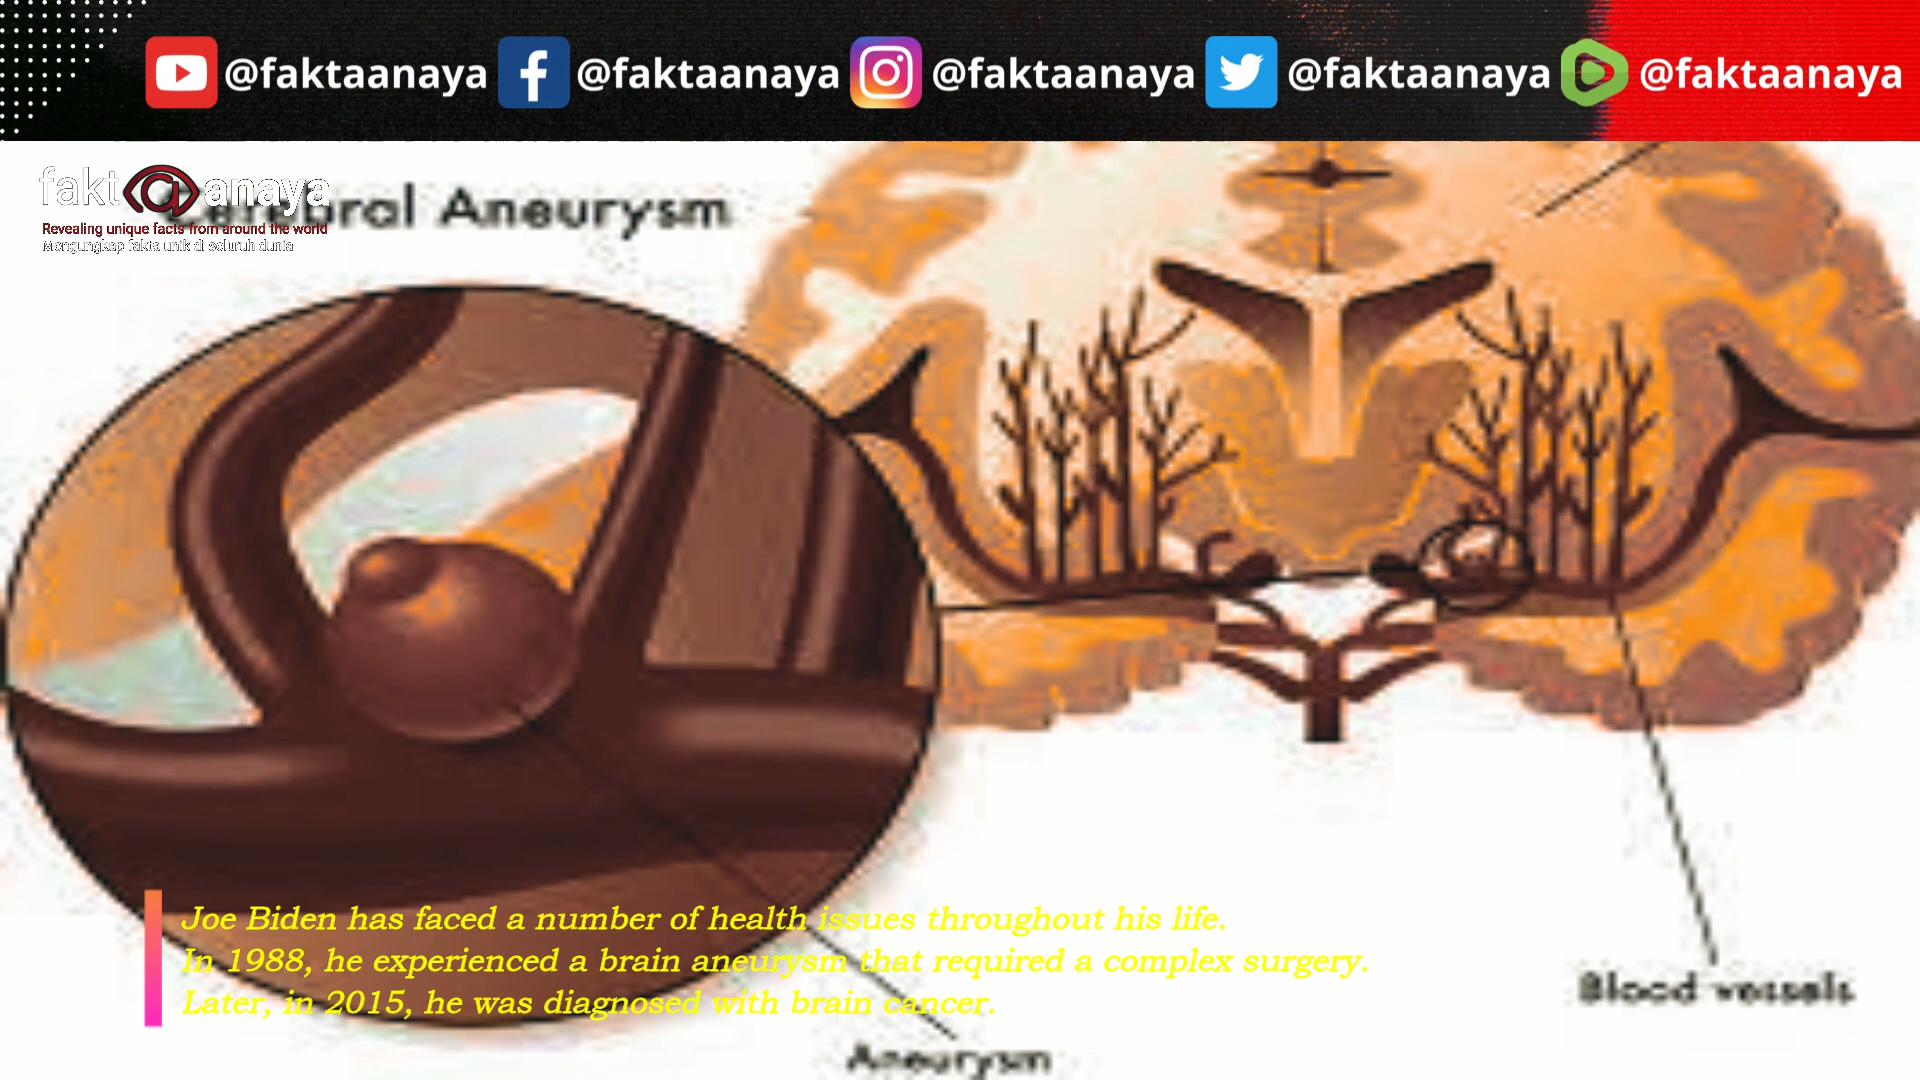 @faktaanaya @faktaanaya @faktaanaya @faktaanaya @faktaanaya
fakt@anaya
Cerebral Aneurysm
Revealing unique facts from around the world
Mengungkap fakta unik di seluruh dunia
Joe Biden has faced a number of health issues throughout his life.
In 1988, he experienced a brain aneurysm that required a complex surgery.
Later, in 2015, he was diagnosed with brain cancer.
Blood vessels
Aneurysm